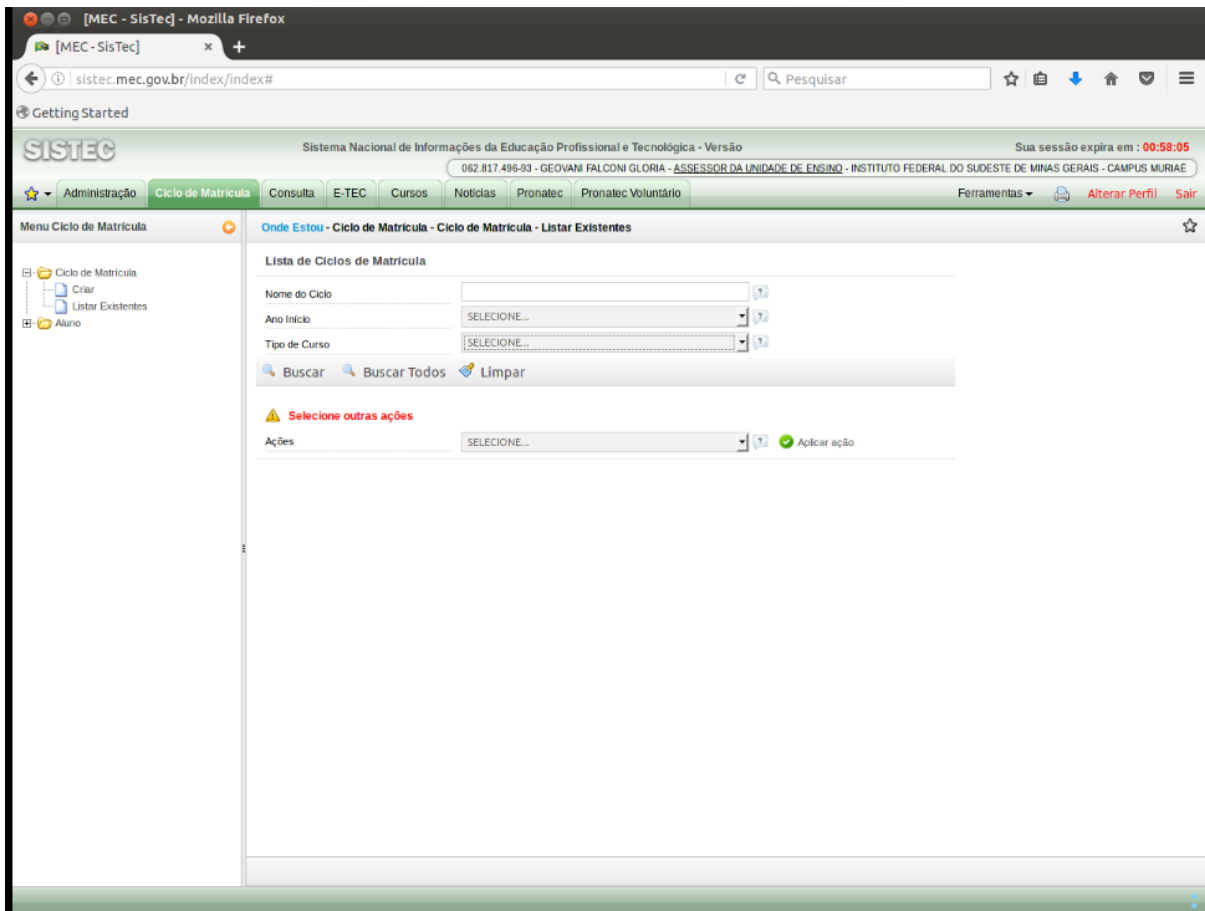 [MEC - SisTec] - Mozilla Firefox
[MEC - SisTec] × +
sistec.mec.gov.br/index/index# Pesquisar
Getting Started
SISTEC Sistema Nacional de Informações da Educação Profissional e Tecnológica - Versão Sua sessão expira em : 00:58:05
062.817.496-93 - GEOVANI FALCONI GLORIA - ASSESSOR DA UNIDADE DE ENSINO - INSTITUTO FEDERAL DO SUDESTE DE MINAS GERAIS - CAMPUS MURIAÉ
Administração Ciclo de Matrícula Consulta E-TEC Cursos Notícias Pronatec Pronatec Voluntário Ferramentas Alterar Perfil Sair
Menu Ciclo de Matrícula Onde Estou - Ciclo de Matrícula - Ciclo de Matrícula - Listar Existentes
Lista de Ciclos de Matrícula
Ciclo de Matrícula
Criar
Listar Existentes
Aluno
Nome do Ciclo ?
Ano Início SELECIONE... ?
Tipo de Curso SELECIONE... ?
Buscar Buscar Todos Limpar
Selecione outras ações
Ações SELECIONE... ? Aplicar ação